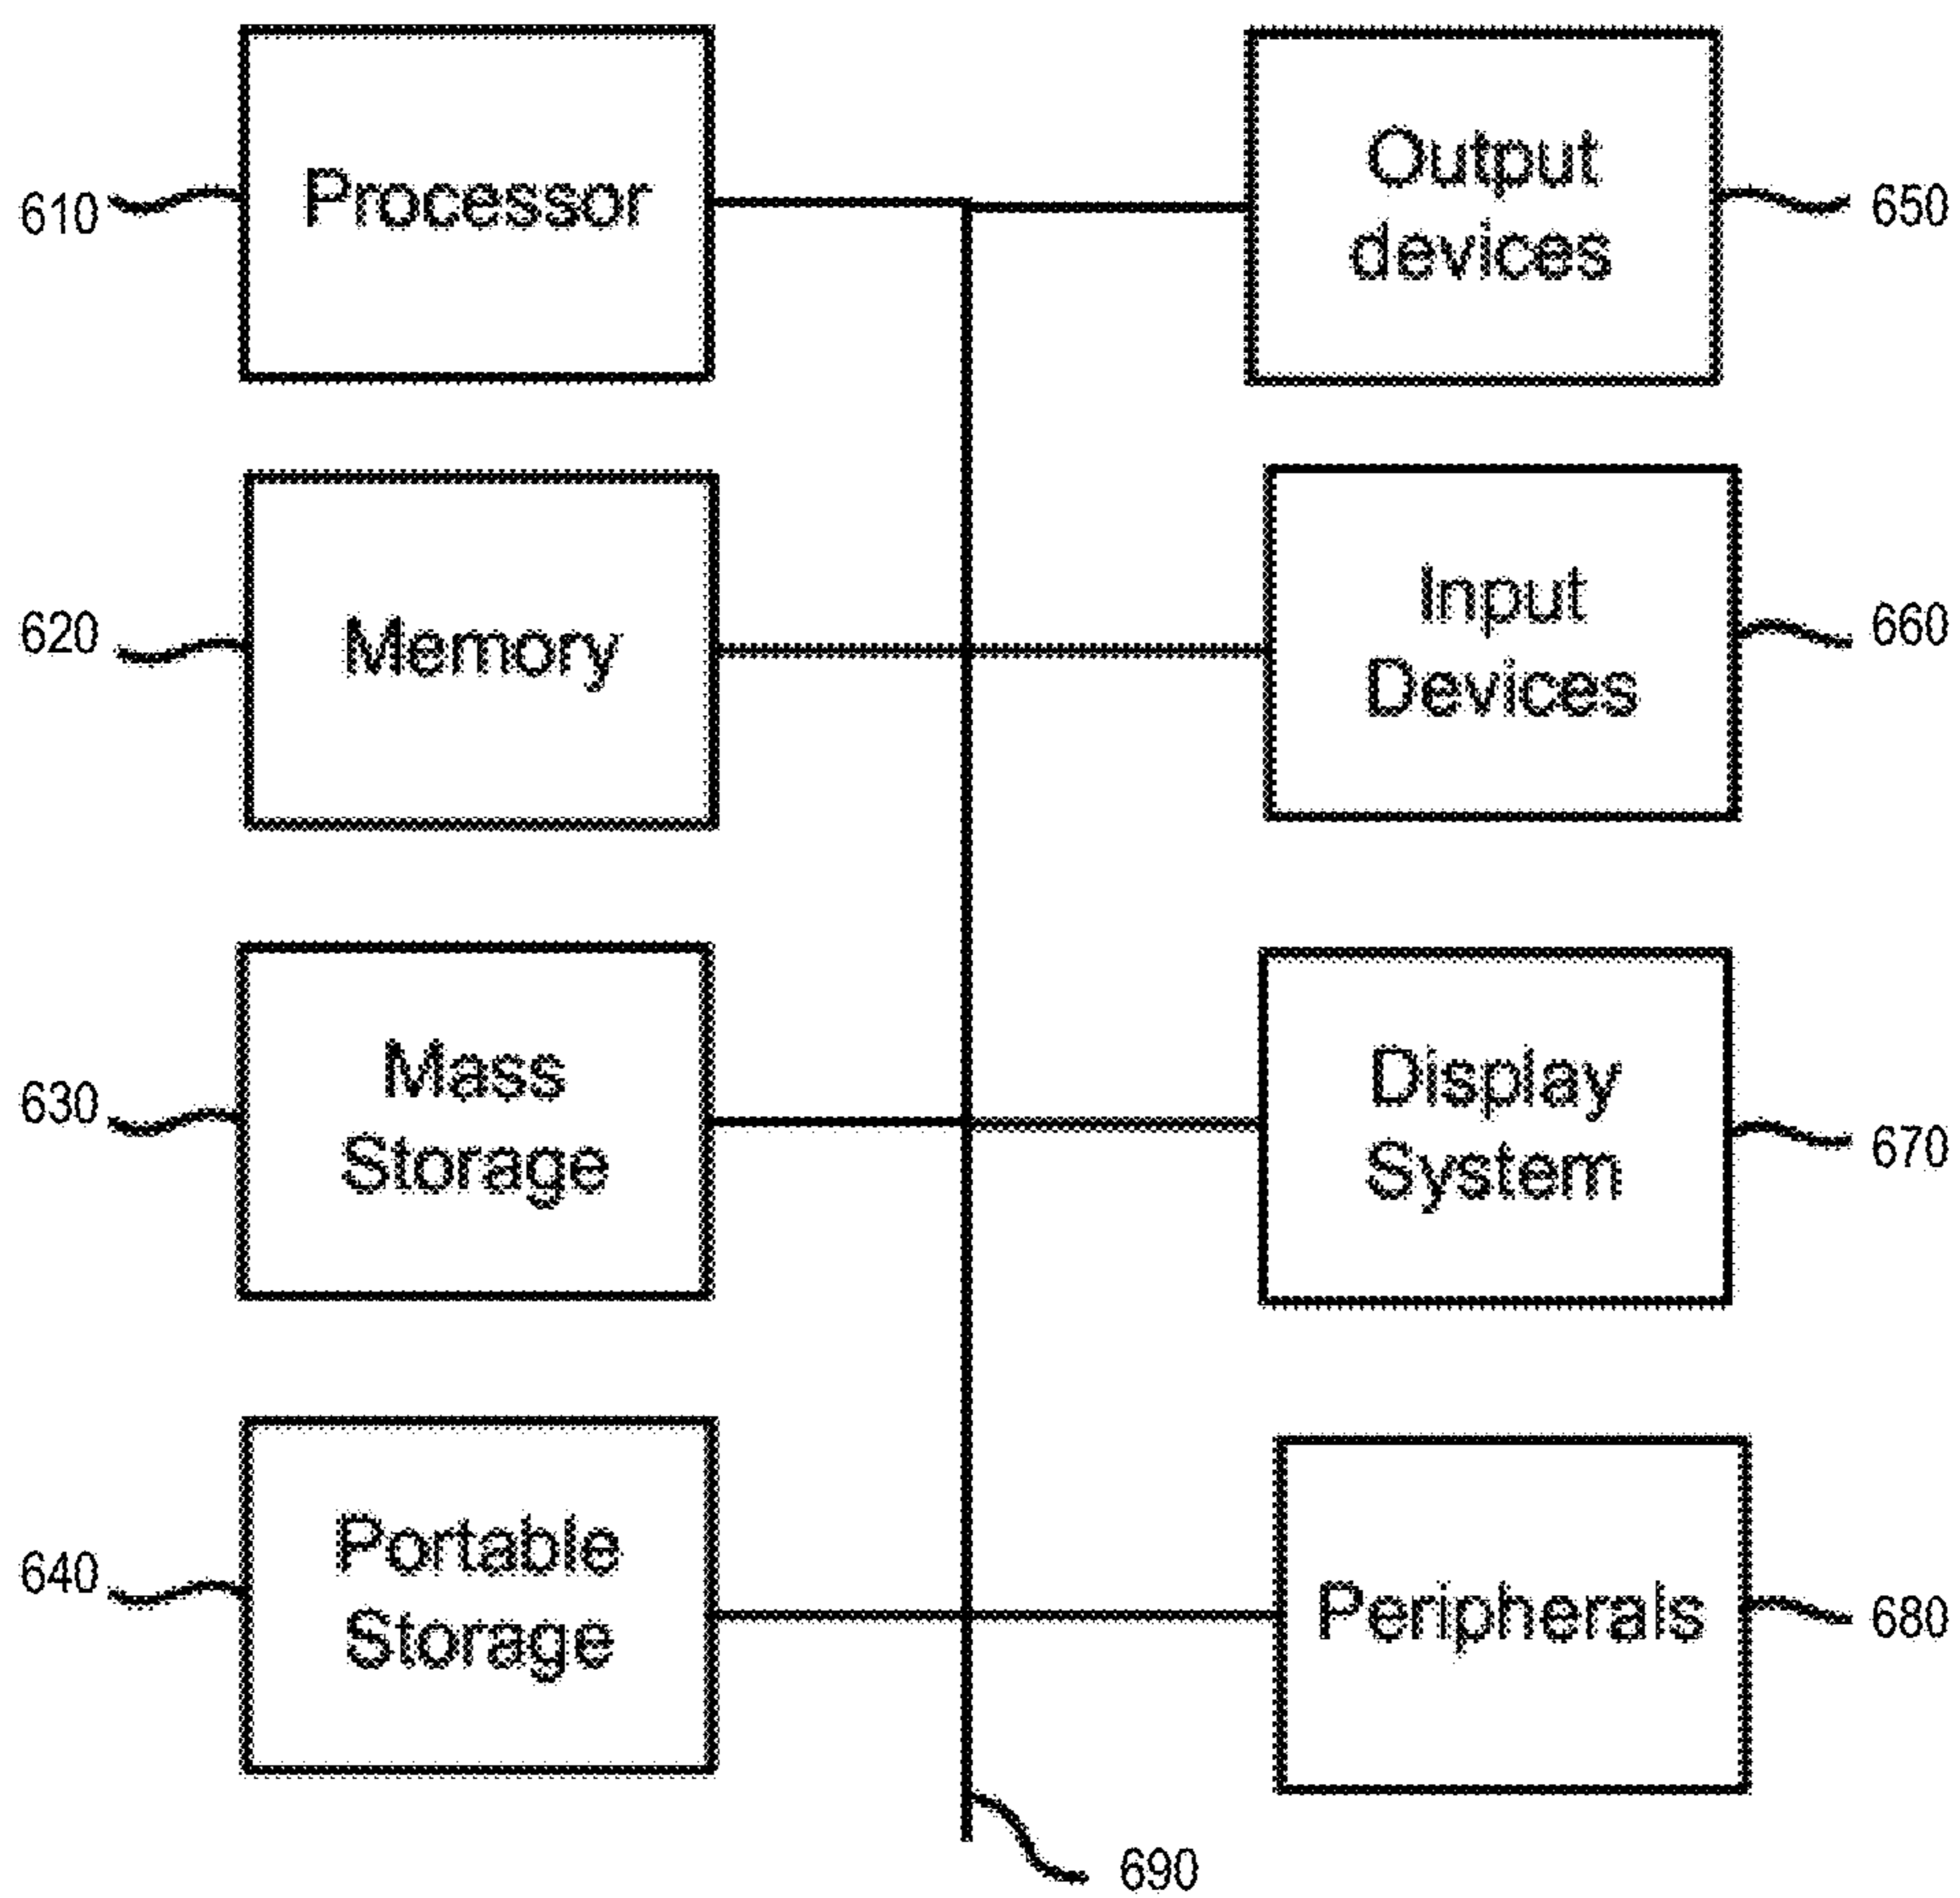 610
Processor
Output
devices
650
620
Memory
Input
Devices
660
630
Mass
Storage
Display
System
670
640
Portable
Storage
Peripherals
680
690